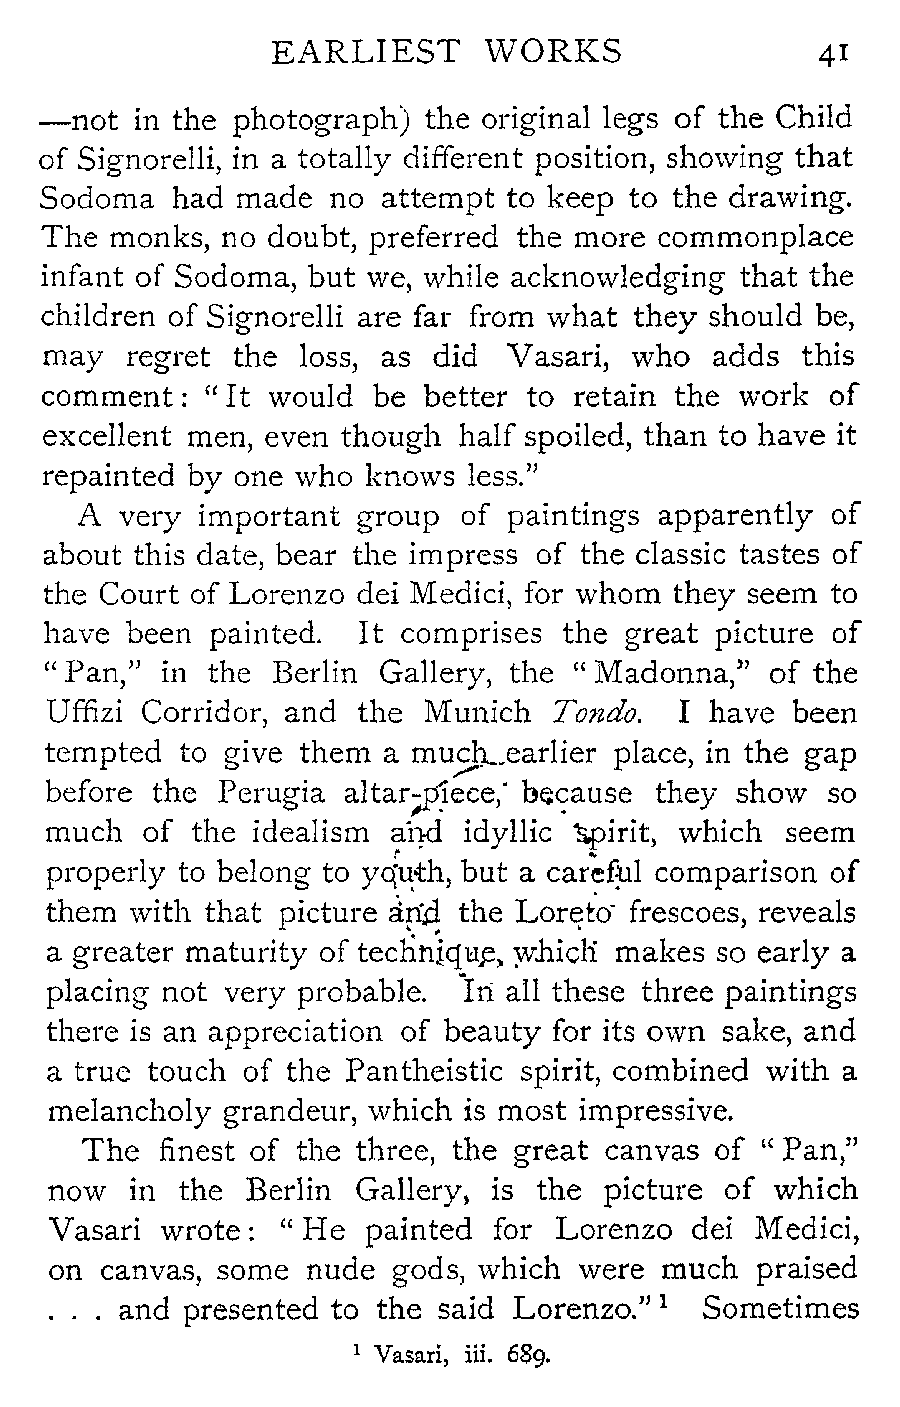 EARLIEST WORKS 41
—not in the photograph) the original legs of the Child
of Signorelli, in a totally different position, showing that
Sodoma had made no attempt to keep to the drawing.
The monks, no doubt, preferred the more commonplace
infant of Sodoma, but we, while acknowledging that the
children of Signorelli are far from what they should be,
may regret the loss, as did Vasari, who adds this
comment: “It would be better to retain the work of
excellent men, even though half spoiled, than to have it
repainted by one who knows less.”
A very important group of paintings apparently of
about this date, bear the impress of the classic tastes of
the Court of Lorenzo dei Medici, for whom they seem to
have been painted. It comprises the great picture of
“Pan,” in the Berlin Gallery, the “Madonna,” of the
Uffizi Corridor, and the Munich Tondo. I have been
tempted to give them a much earlier place, in the gap
before the Perugia altar-piece, because they show so
much of the idealism and idyllic spirit, which seem
properly to belong to youth, but a careful comparison of
them with that picture and the Loreto frescoes, reveals
a greater maturity of technique, which makes so early a
placing not very probable. In all these three paintings
there is an appreciation of beauty for its own sake, and
a true touch of the Pantheistic spirit, combined with a
melancholy grandeur, which is most impressive.
The finest of the three, the great canvas of “Pan,”
now in the Berlin Gallery, is the picture of which
Vasari wrote: “He painted for Lorenzo dei Medici,
on canvas, some nude gods, which were much praised
. . . and presented to the said Lorenzo.”¹ Sometimes
¹ Vasari, iii. 689.